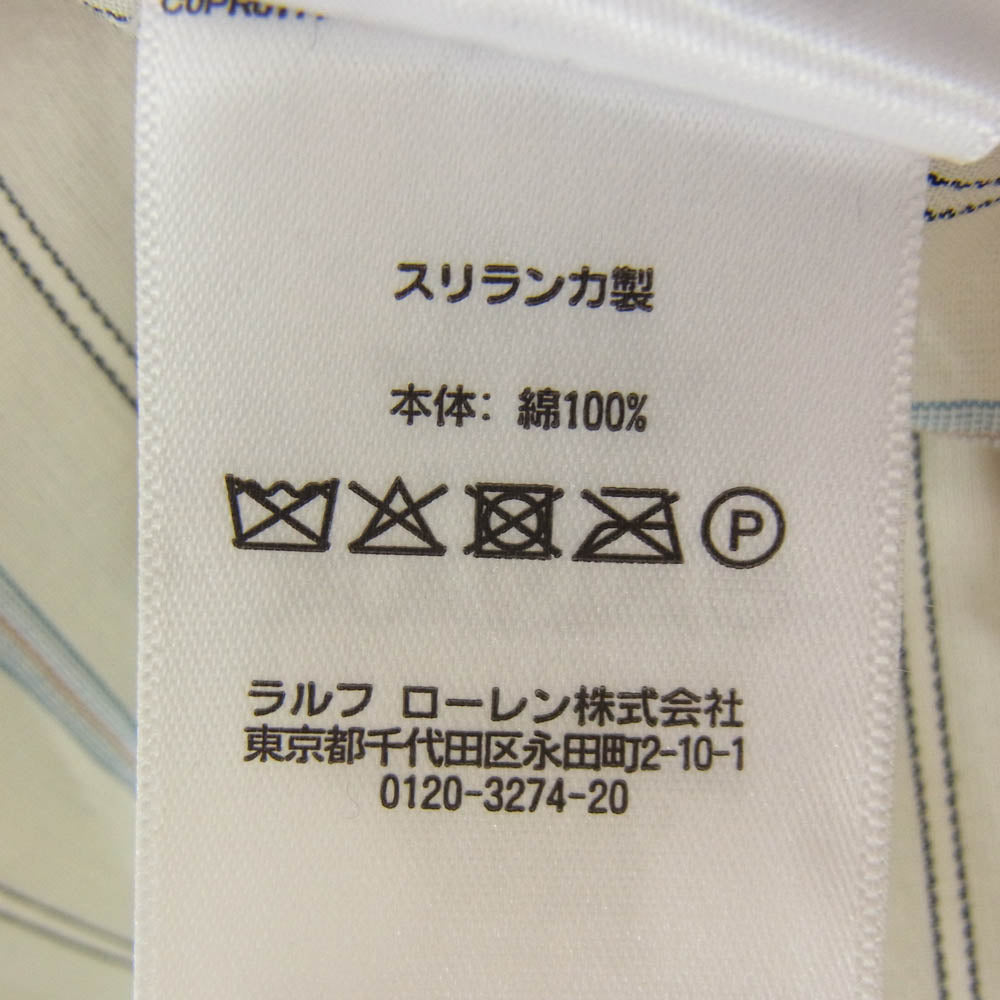 スリランカ製
本体: 綿100%
P
ラルフ ローレン株式会社
東京都千代田区永田町2-10-1
0120-3274-20